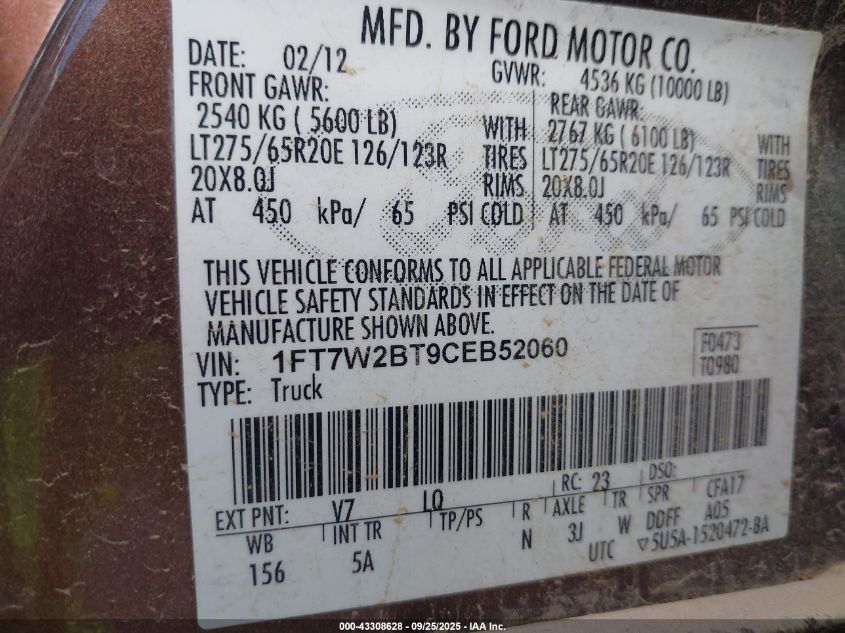 MFD. BY FORD MOTOR CO.
DATE: 02/12 GVWR: 4536 KG (10000 LB)
FRONT GAWR: REAR GAWR:
2540 KG ( 5600 LB) WITH 2767 KG ( 6100 LB) WITH
LT275/65R20E 126/123R TIRES LT275/65R20E 126/123R TIRES
20X8.0J RIMS 20X8.0J RIMS
AT 450 kPa/ 65 PSI COLD AT 450 kPa/ 65 PSI COLD
THIS VEHICLE CONFORMS TO ALL APPLICABLE FEDERAL MOTOR
VEHICLE SAFETY STANDARDS IN EFFECT ON THE DATE OF
MANUFACTURE SHOWN ABOVE.
VIN: 1FT7W2BT9CEB52060 F0473
TYPE: Truck T0980
EXT PNT: V7 LQ RC: 23 DSO:
WB INT TR TP/PS R AXLE TR SPR CFA17
156 5A N 3J W DDFF A05
UTC ▽5U5A-1520472-BA
000-43308628 - 09/25/2025 - IAA Inc.